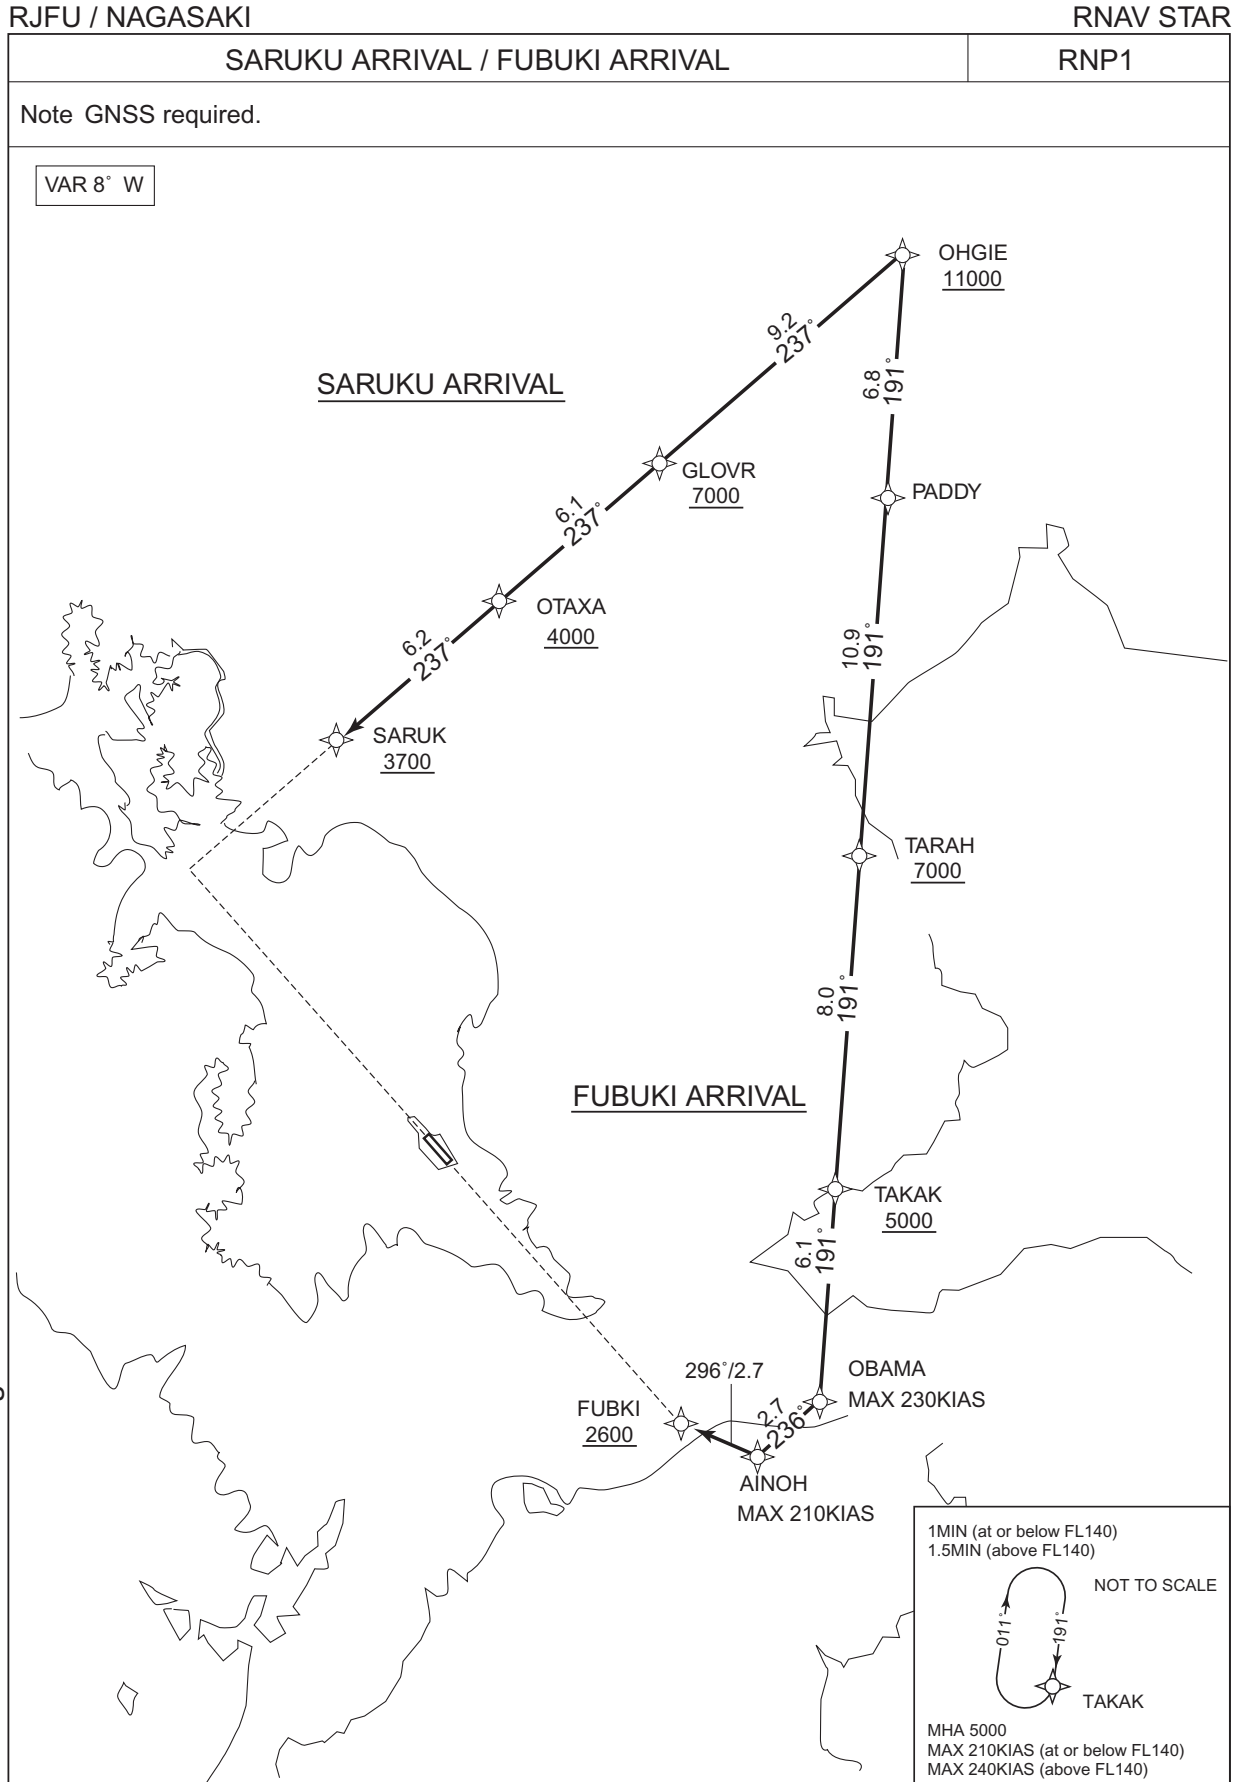 RJFU / NAGASAKI
RNAV STAR
SARUKU ARRIVAL / FUBUKI ARRIVAL
RNP1
Note GNSS required.
VAR 8° W
OHGIE
11000
9.2
237°
6.8
191°
SARUKU ARRIVAL
GLOVR
7000
PADDY
6.1
237°
OTAXA
4000
6.2
237°
10.9
191°
SARUK
3700
TARAH
7000
8.0
191°
FUBUKI ARRIVAL
TAKAK
5000
6.1
191°
296°/2.7
OBAMA
MAX 230KIAS
FUBKI
2600
2.7
236°
AINOH
MAX 210KIAS
1MIN (at or below FL140)
1.5MIN (above FL140)
NOT TO SCALE
011°
191°
TAKAK
MHA 5000
MAX 210KIAS (at or below FL140)
MAX 240KIAS (above FL140)